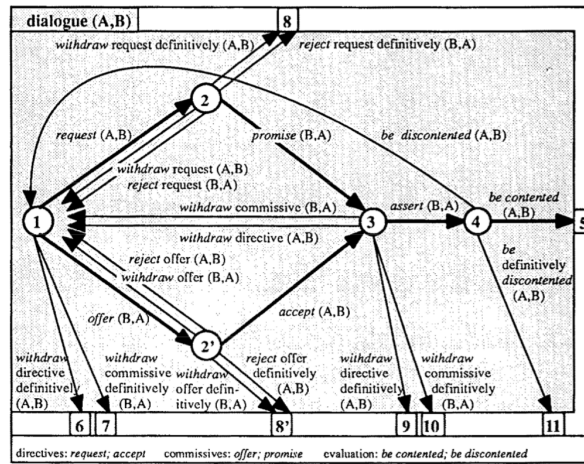 dialogue (A,B)
8
withdraw request definitively (A,B)
reject request definitively (B,A)
2
request (A,B)
promise (B,A)
be discontented (A,B)
withdraw request (A,B)
reject request (B,A)
withdraw commissive (B,A)
assert (B,A)
be contented
(A,B)
1
3
4
5
withdraw directive (A,B)
reject offer (A,B)
withdraw offer (B,A)
be
definitively
discontented
(A,B)
offer (B,A)
accept (A,B)
2'
withdraw
directive
definitively
(A,B)
withdraw
commissive
definitively
(B,A)
withdraw
offer defin-
itively (B,A)
reject offer
definitively
(A,B)
withdraw
directive
definitively
(A,B)
withdraw
commissive
definitively
(B,A)
6
7
8'
9
10
11
directives: request; accept commissives: offer; promise evaluation: be contented; be discontented